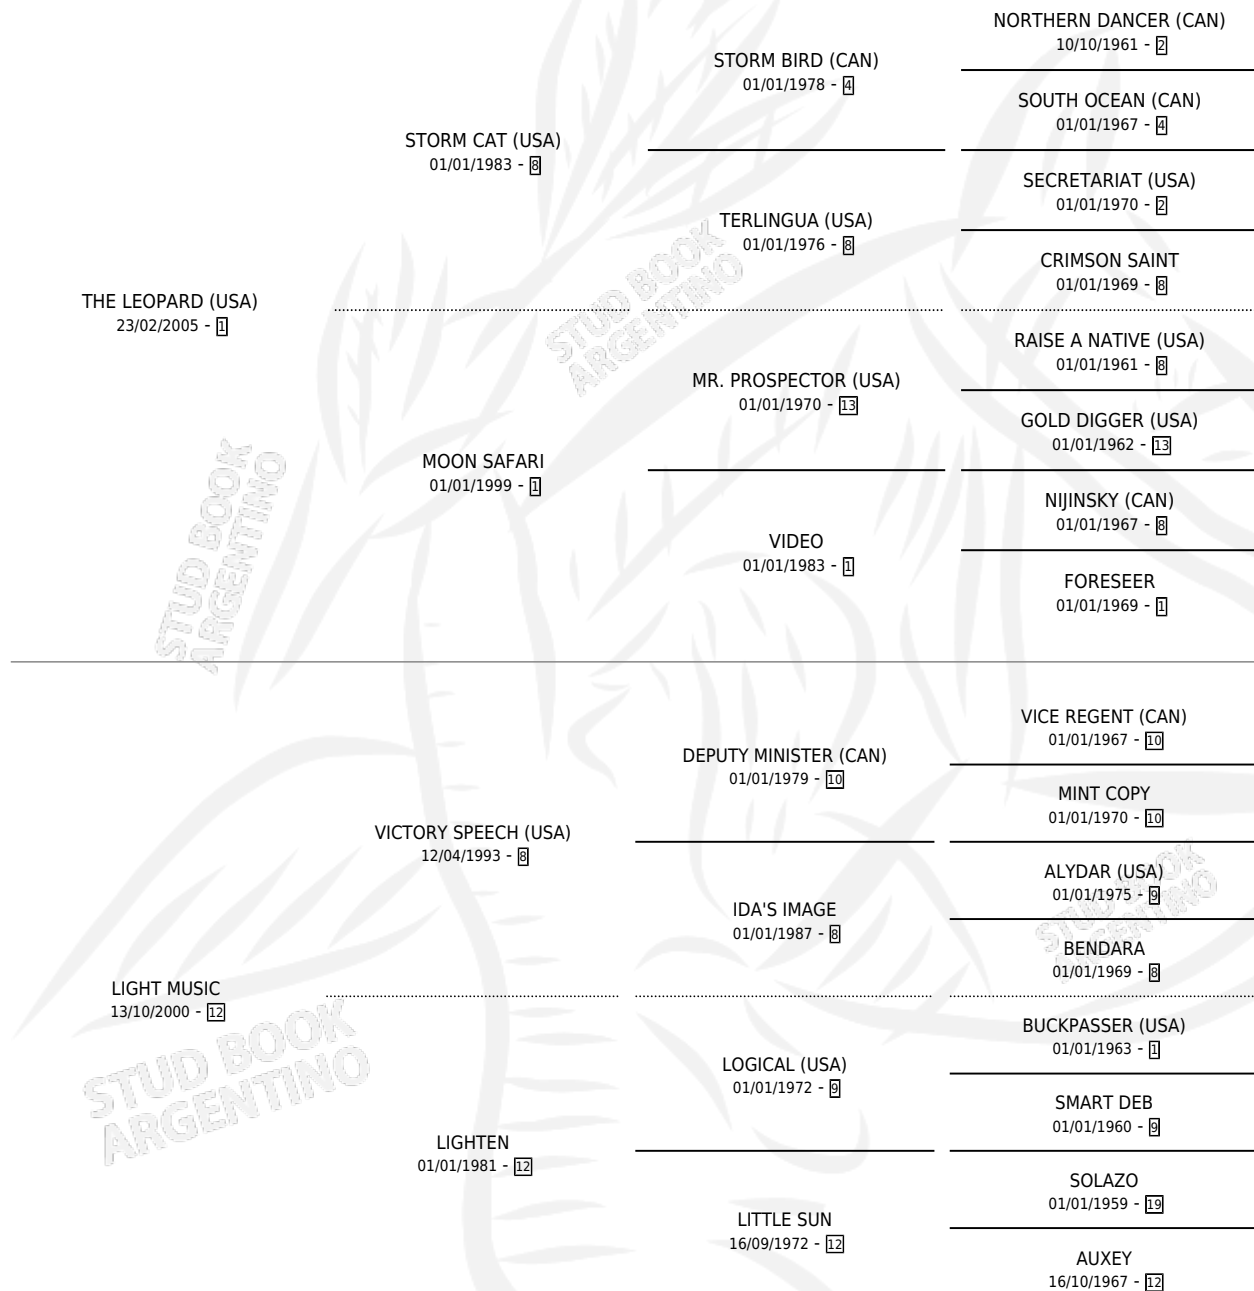 NORTHERN DANCER (CAN)
10/10/1961 - 2
STORM BIRD (CAN)
01/01/1978 - 4
SOUTH OCEAN (CAN)
01/01/1967 - 4
STORM CAT (USA)
01/01/1983 - 8
SECRETARIAT (USA)
01/01/1970 - 2
TERLINGUA (USA)
01/01/1976 - 8
CRIMSON SAINT
01/01/1969 - 8
THE LEOPARD (USA)
23/02/2005 - 1
STUD BOOK
ARGENTINO
RAISE A NATIVE (USA)
01/01/1961 - 8
MR. PROSPECTOR (USA)
01/01/1970 - 13
GOLD DIGGER (USA)
01/01/1962 - 13
MOON SAFARI
01/01/1999 - 1
NIJINSKY (CAN)
01/01/1967 - 8
VIDEO
01/01/1983 - 1
FORESEER
01/01/1969 - 1
STUD BOOK
ARGENTINO
VICE REGENT (CAN)
01/01/1967 - 10
DEPUTY MINISTER (CAN)
01/01/1979 - 10
MINT COPY
01/01/1970 - 10
VICTORY SPEECH (USA)
12/04/1993 - 8
ALYDAR (USA)
01/01/1975 - 9
STUD BOOK
ARGENTINO
IDA'S IMAGE
01/01/1987 - 8
BENDARA
01/01/1969 - 8
LIGHT MUSIC
13/10/2000 - 12
STUD BOOK
ARGENTINO
BUCKPASSER (USA)
01/01/1963 - 1
LOGICAL (USA)
01/01/1972 - 9
SMART DEB
01/01/1960 - 9
LIGHTEN
01/01/1981 - 12
SOLAZO
01/01/1959 - 19
LITTLE SUN
16/09/1972 - 12
AUXEY
16/10/1967 - 12